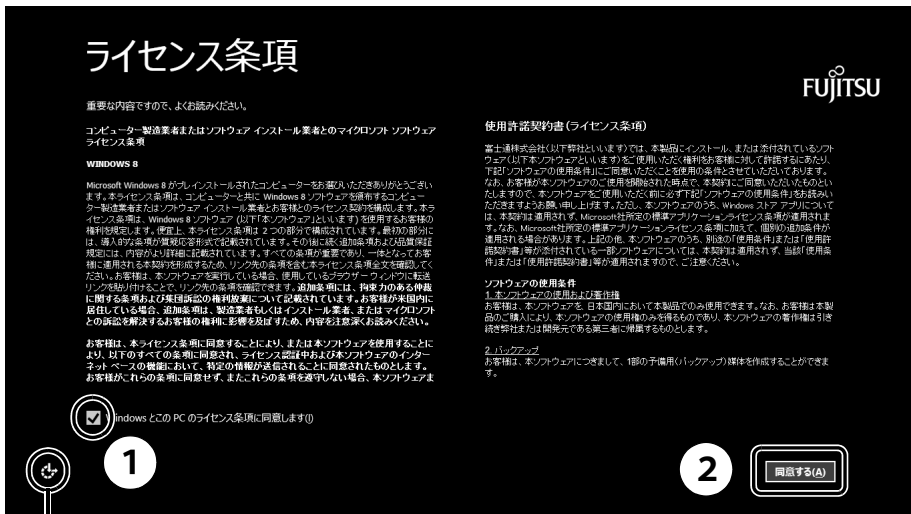 ライセンス条項
FUJITSU
重要な内容ですので、よくお読みください。
コンピューター製造業者またはソフトウェア インストール業者とのマイクロソフト ソフトウェア
ライセンス条項
WINDOWS 8
Microsoft Windows 8 がプレインストールされたコンピューターをお選びいただきありがとうござい
ます。本ライセンス条項は、コンピューターと共に Windows 8 ソフトウェアを頒布するコンピュー
ター製造業者またはソフトウェア インストール業者とお客様とのライセンス契約を構成します。本ラ
イセンス条項は、Windows 8 ソフトウェア (以下「本ソフトウェア」といいます) を使用するお客様の
権利を規定します。便宜上、本ライセンス条項は 2 つの部分で構成されています。最初の部分に
は、導入的な条項が質疑応答形式で記載されています。その後に続く追加条項および品質保証
規定には、内容がより詳細に記載されています。すべての条項が重要であり、一体となってお客
様に適用される本契約を形成するため、リンク先の条項を含む本ライセンス条項全文を確認してく
ださい。お客様は、本ソフトウェアを実行している場合、使用しているブラウザー ウィンドウに転送
リンクを貼り付けることで、リンク先の条項を確認できます。追加条項には、拘束力のある仲裁
に関する条項および集団訴訟の権利放棄について記載されています。お客様が米国内に
居住している場合、追加条項は、製造業者もしくはインストール業者、またはマイクロソフト
との訴訟を解決するお客様の権利に影響を及ぼすため、内容を注意深くお読みください。
お客様は、本ライセンス条項に同意することにより、または本ソフトウェアを使用することに
より、以下のすべての条項に同意され、ライセンス認証中および本ソフトウェアのインター
ネット ベースの機能において、特定の情報が送信されることに同意されたものとします。
お客様がこれらの条項に同意せず、またこれらの条項を遵守しない場合、本ソフトウェアま
使用許諾契約書(ライセンス条項)
富士通株式会社(以下弊社といいます)では、本製品にインストール、または添付されているソフト
ウェア(以下本ソフトウェアといいます)をご使用いただく権利をお客様に対して許諾するにあたり、
下記「ソフトウェアの使用条件」にご同意いただくことを使用の条件とさせていただいております。
なお、お客様が本ソフトウェアのご使用を開始された時点で、本契約にご同意いただいたものとい
たしますので、本ソフトウェアをご使用いただく前に必ず下記「ソフトウェアの使用条件」をお読みい
ただきますようお願い申し上げます。ただし、本ソフトウェアのうち、Windows ストア アプリについて
は、本契約は適用されず、Microsoft社所定の標準アプリケーションライセンス条項が適用されま
す。なお、Microsoft社所定の標準アプリケーションライセンス条項に加えて、個別の追加条件が
適用される場合があります。上記の他、本ソフトウェアのうち、別途の「使用条件」または「使用許
諾契約書」等が添付されている一部ソフトウェアについては、本契約は適用されず、当該「使用条
件」または「使用許諾契約書」等が適用されますので、ご注意ください。
ソフトウェアの使用条件
1. 本ソフトウェアの使用および著作権
お客様は、本ソフトウェアを、日本国内において本製品でのみ使用できます。なお、お客様は本製
品のご購入により、本ソフトウェアの使用権のみを得るものであり、本ソフトウェアの著作権は引き
続き弊社または開発元である第三者に帰属するものとします。
2. バックアップ
お客様は、本ソフトウェアにつきまして、1部の予備用(バックアップ)媒体を作成することができま
す。
Windows とこの PC のライセンス条項に同意します(I)
1
2
同意する(A)